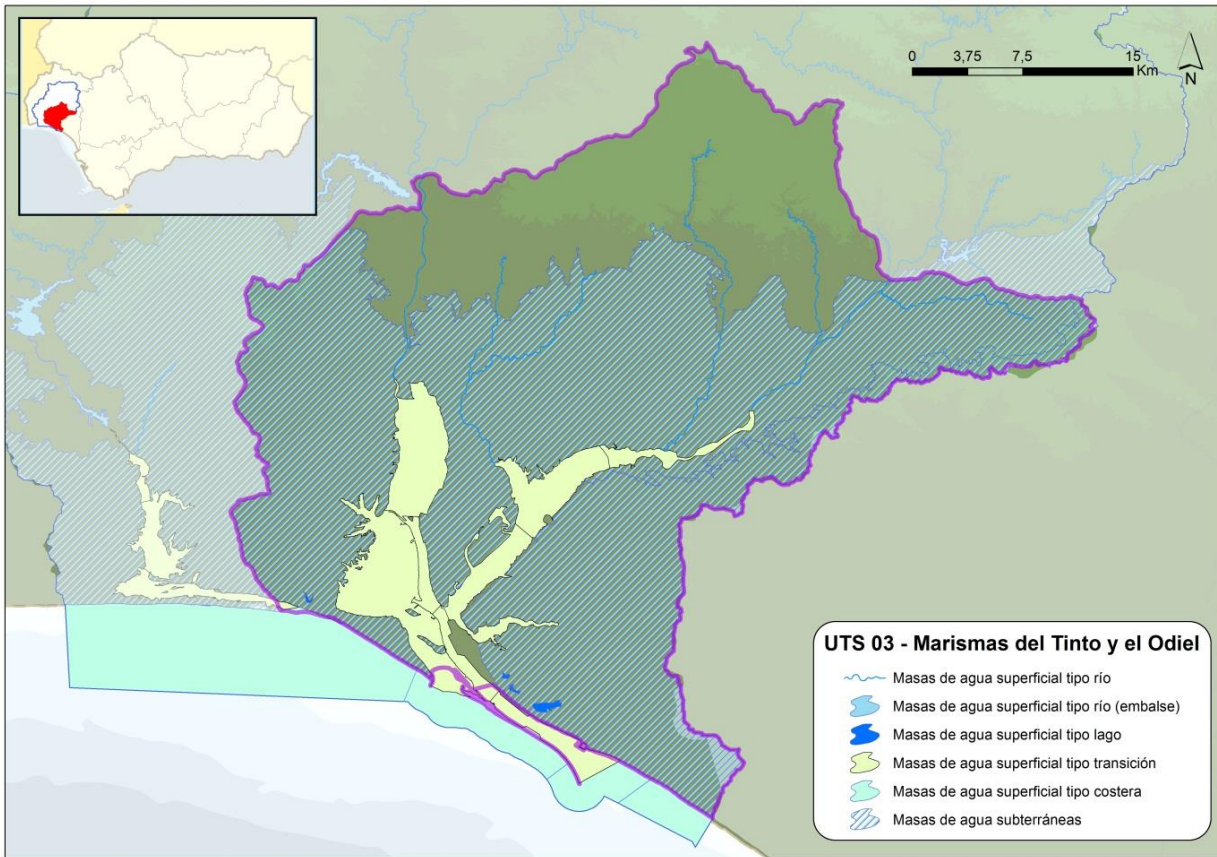 0 3,75 7,5 15
Km
N
UTS 03 - Marismas del Tinto y el Odiel
Masas de agua superficial tipo río
Masas de agua superficial tipo río (embalse)
Masas de agua superficial tipo lago
Masas de agua superficial tipo transición
Masas de agua superficial tipo costera
Masas de agua subterráneas